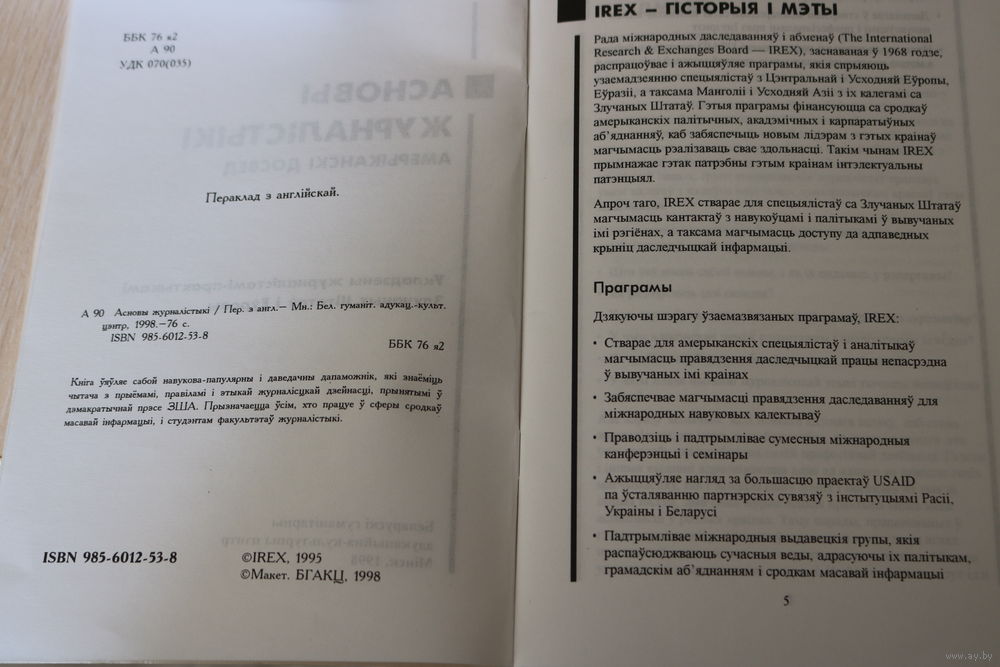 ББК 76 я2
А 90
УДК 070(035)
Пераклад з англійскай.
А 90 Асновы журналістыкі / Пер. з англ.— Мн.: Бел. гуманіт. адукац.-культ.
цэнтр, 1998.—76 с.
ISBN 985-6012-53-8
ББК 76 я2
Кніга ўяўляе сабой навукова-папулярны і даведачны дапаможнік, які знаёміць
чытача з прыёмамі, правіламі і этыкай журналісцкай дзейнасці, прынятымі ў
дэмакратычнай прэсе ЗША. Прызначаецца ўсім, хто працуе ў сферы сродкаў
масавай інфармацыі, і студэнтам факультэтаў журналістыкі.
ISBN 985-6012-53-8
©IREX, 1995
©Макет. БГАКЦ, 1998
IREX – ГІСТОРЫЯ І МЭТЫ
Рада міжнародных даследаванняў і абменаў (The International
Research & Exchanges Board — IREX), заснаваная ў 1968 годзе,
распрацоўвае і ажыццяўляе праграмы, якія спрыяюць
узаемадзеянню спецыялістаў з Цэнтральнай і Усходняй Еўропы,
Еўразіі, а таксама Манголіі і Усходняй Азіі з іх калегамі са
Злучаных Штатаў. Гэтыя праграмы фінансуюцца са сродкаў
амерыканскіх палітычных, акадэмічных і карпаратыўных
аб’яднанняў, каб забяспечыць новым лідэрам з гэтых краінаў
магчымасць рэалізаваць свае здольнасці. Такім чынам IREX
прымнажае гэтак патрэбны гэтым краінам інтэлектуальны
патэнцыял.
Апроч таго, IREX стварае для спецыялістаў са Злучаных Штатаў
магчымасць кантактаў з навукоўцамі і палітыкамі ў вывучаных
імі рэгіёнах, а таксама магчымасць доступу да адпаведных
крыніц даследчыцкай інфармацыі.
Праграмы
Дзякуючы шэрагу ўзаемазвязаных праграмаў, IREX:
• Стварае для амерыканскіх спецыялістаў і аналітыкаў
магчымасць правядзення даследчыцкай працы непасрэдна
ў вывучаных імі краінах
• Забяспечвае магчымасці правядзення даследаванняў для
міжнародных навуковых калектываў
• Праводзіць і падтрымлівае сумесныя міжнародныя
канферэнцыі і семінары
• Ажыццяўляе нагляд за большасцю праектаў USAID
па ўсталяванню партнэрскіх сувязяў з інстытуцыямі Расіі,
Украіны і Беларусі
• Падтрымлівае міжнародныя выдавецкія групы, якія
распаўсюджваюць сучасныя веды, адрасуючы іх палітыкам,
грамадскім аб’яднанням і сродкам масавай інфармацыі
5
www.ay.by